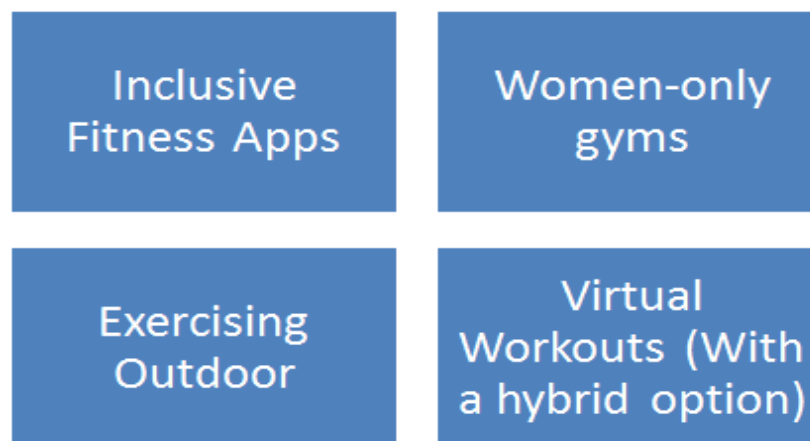 Inclusive
Fitness Apps
Women-only
gyms
Exercising
Outdoor
Virtual
Workouts (With
a hybrid option)